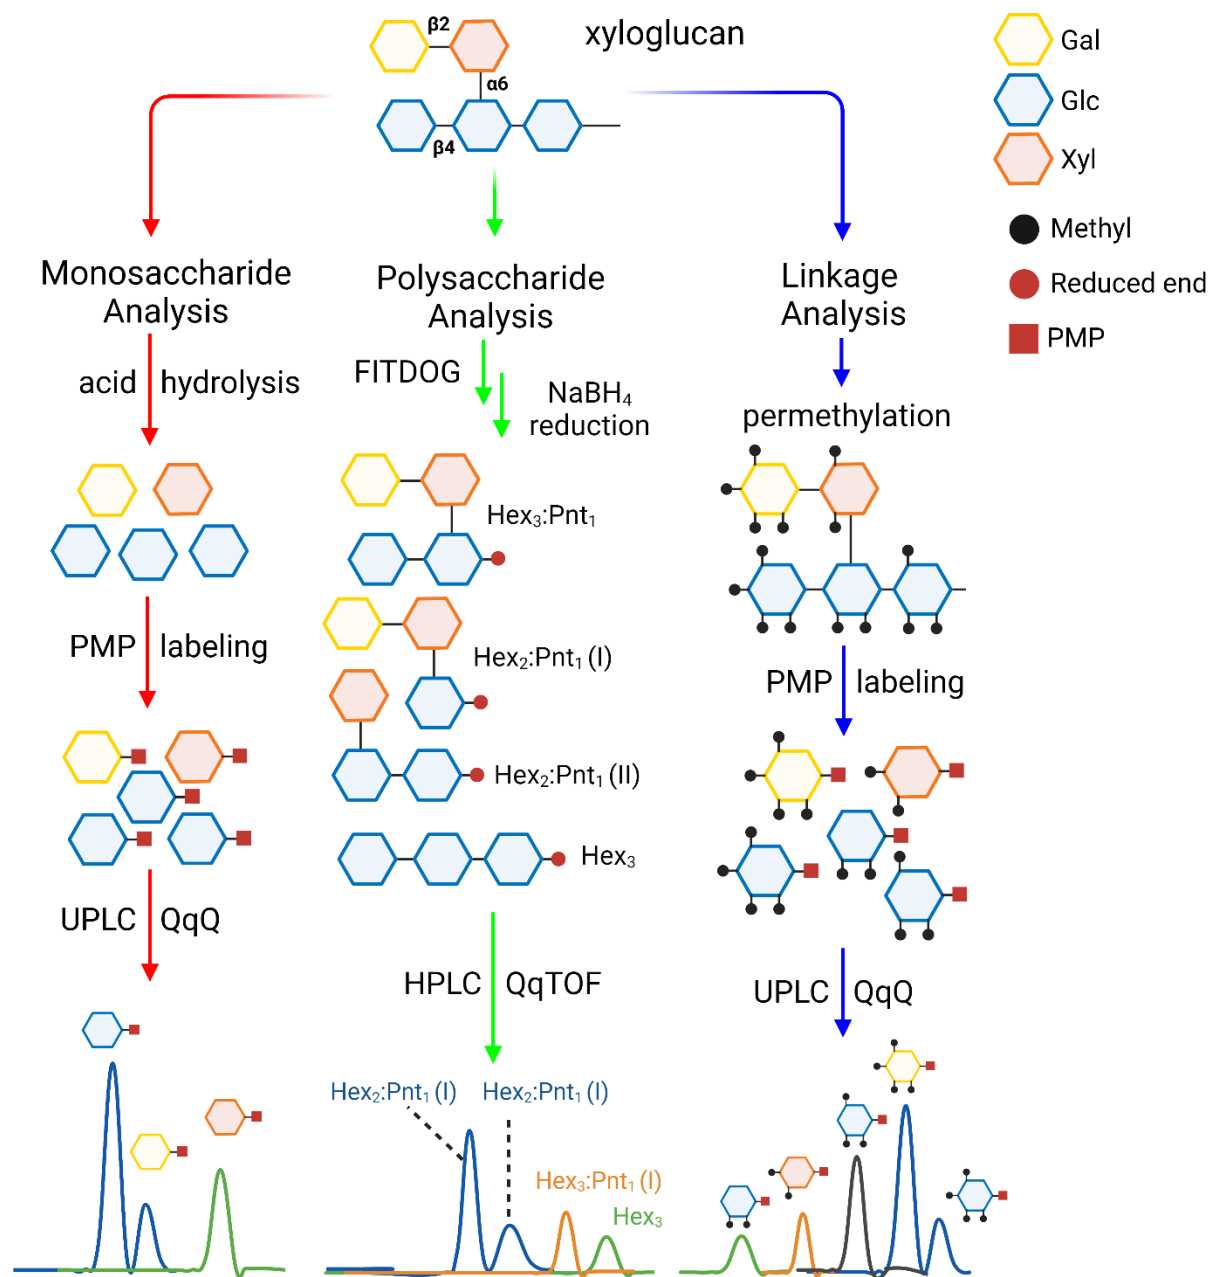 xyloglucan
β2
α6
β4
Gal
Glc
Xyl
Methyl
Reduced end
PMP
Monosaccharide
Analysis
acid hydrolysis
PMP labeling
UPLC QqQ
Polysaccharide
Analysis
FITDOG
NaBH₄
reduction
Hex₃:Pnt₁
Hex₂:Pnt₁ (I)
Hex₂:Pnt₁ (II)
Hex₃
HPLC QqTOF
Hex₂:Pnt₁ (I)
Hex₂:Pnt₁ (I)
Hex₃:Pnt₁ (I)
Hex₃
Linkage
Analysis
permethylation
PMP labeling
UPLC QqQ